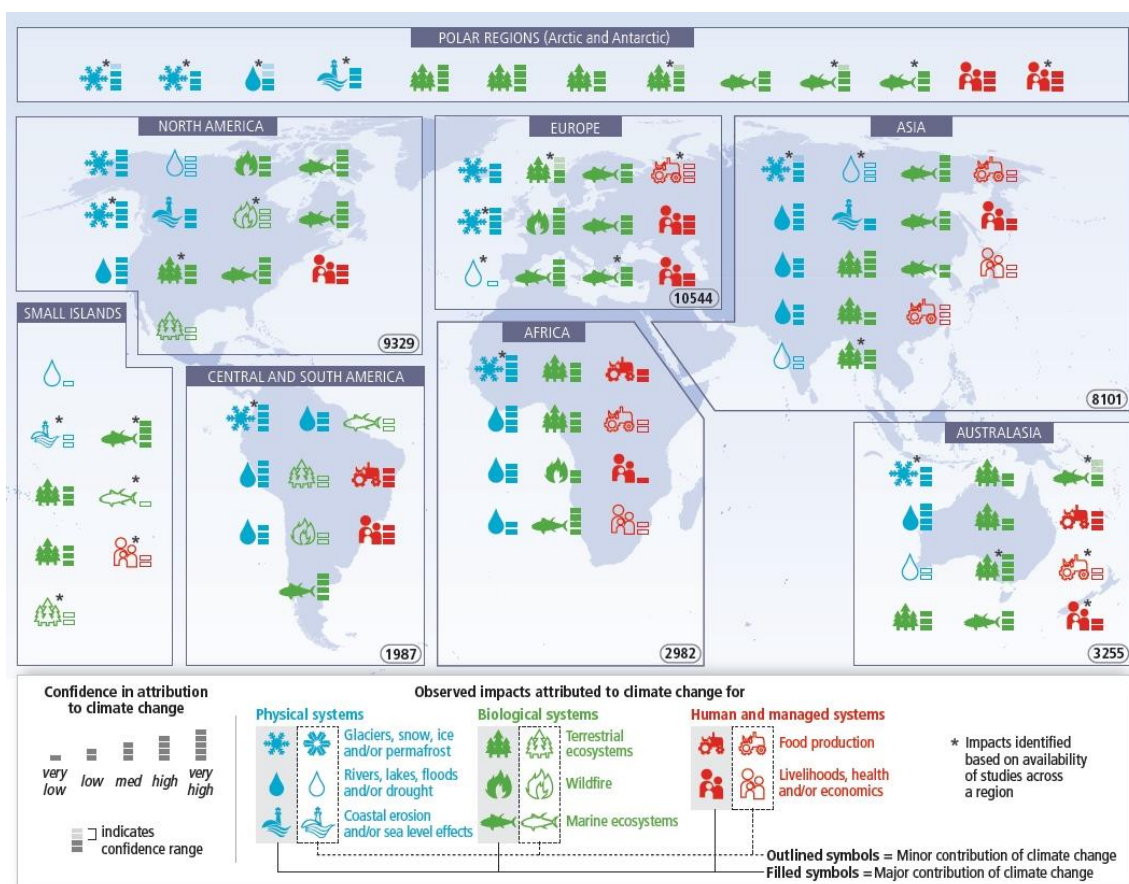 POLAR REGIONS (Arctic and Antarctic)
NORTH AMERICA
EUROPE
ASIA
10544
SMALL ISLANDS
9329
AFRICA
CENTRAL AND SOUTH AMERICA
8101
AUSTRALASIA
1987
2982
3255
Confidence in attribution
to climate change
very
low
low
med
high
very
high
indicates
confidence range
Observed impacts attributed to climate change for
Physical systems
Glaciers, snow, ice
and/or permafrost
Rivers, lakes, floods
and/or drought
Coastal erosion
and/or sea level effects
Biological systems
Terrestrial
ecosystems
Wildfire
Marine ecosystems
Human and managed systems
Food production
Livelihoods, health
and/or economics
* Impacts identified
based on availability
of studies across
a region
Outlined symbols = Minor contribution of climate change
Filled symbols = Major contribution of climate change